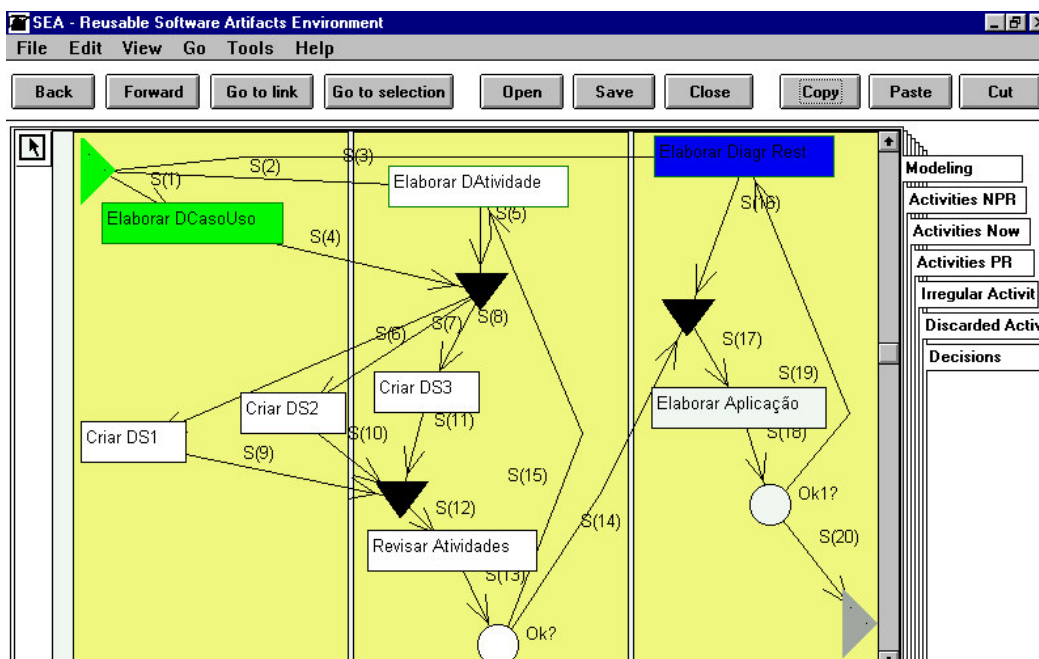 SEA - Reusable Software Artifacts Environment
File Edit View Go Tools Help
Back Forward Go to link Go to selection Open Save Close Copy Paste Cut
S(3)
Elaborar Diagr Rest
S(2)
S(1)
Elaborar DAtividade
Modeling
Activities NPR
Elaborar DCasoUso
S(5)
S(16)
S(4)
Activities Now
Activities PR
Irregular Activit
S(6)
S(7)
S(8)
Discarded Activ
S(17)
Decisions
Criar DS3
S(19)
Criar DS2
Elaborar Aplicação
Criar DS1
S(10)
S(11)
S(18)
S(9)
S(15)
Ok1?
S(12)
S(14)
S(20)
Revisar Atividades
S(13)
Ok?